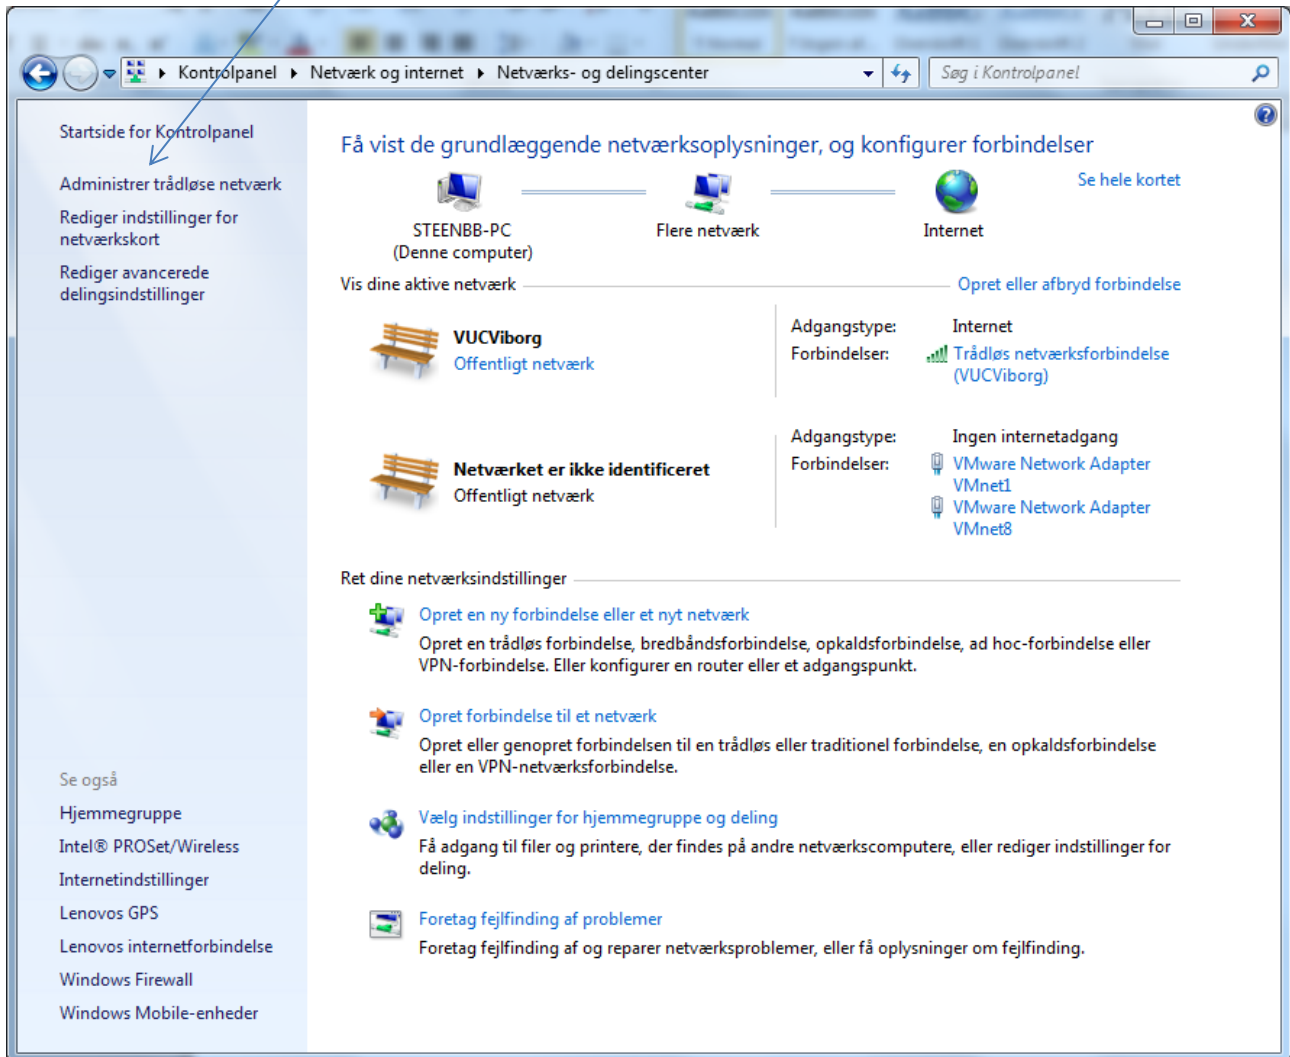 Kontrolpanel ▸ Netværk og internet ▸ Netværks- og delingscenter
Søg i Kontrolpanel
Startside for Kontrolpanel
Administrer trådløse netværk
Rediger indstillinger for
netværkskort
Rediger avancerede
delingsindstillinger
Få vist de grundlæggende netværksoplysninger, og konfigurer forbindelser
Se hele kortet
STEENBB-PC
(Denne computer)
Flere netværk
Internet
Vis dine aktive netværk
Opret eller afbryd forbindelse
VUCViborg
Offentligt netværk
Adgangstype: Internet
Forbindelser: Trådløs netværksforbindelse
(VUCViborg)
Netværket er ikke identificeret
Offentligt netværk
Adgangstype: Ingen internetadgang
Forbindelser: VMware Network Adapter
VMnet1
VMware Network Adapter
VMnet8
Ret dine netværksindstillinger
Opret en ny forbindelse eller et nyt netværk
Opret en trådløs forbindelse, bredbåndsforbindelse, opkaldsforbindelse, ad hoc-forbindelse eller
VPN-forbindelse. Eller konfigurer en router eller et adgangspunkt.
Opret forbindelse til et netværk
Opret eller genopret forbindelsen til en trådløs eller traditionel forbindelse, en opkaldsforbindelse
eller en VPN-netværksforbindelse.
Vælg indstillinger for hjemmegruppe og deling
Få adgang til filer og printere, der findes på andre netværkscomputere, eller rediger indstillinger for
deling.
Foretag fejlfinding af problemer
Foretag fejlfinding af og reparer netværksproblemer, eller få oplysninger om fejlfinding.
Se også
Hjemmegruppe
Intel® PROSet/Wireless
Internetindstillinger
Lenovos GPS
Lenovos internetforbindelse
Windows Firewall
Windows Mobile-enheder